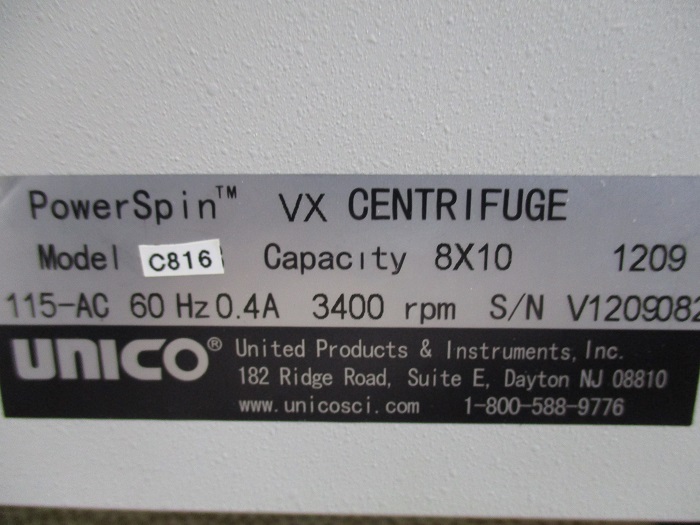 PowerSpin™ VX CENTRIFUGE
Model C816 Capacity 8X10 1209
115-AC 60 Hz 0.4A 3400 rpm S/N V1209082
UNICO® United Products & Instruments, Inc.
182 Ridge Road, Suite E, Dayton NJ 08810
www.unicosci.com 1-800-588-9776